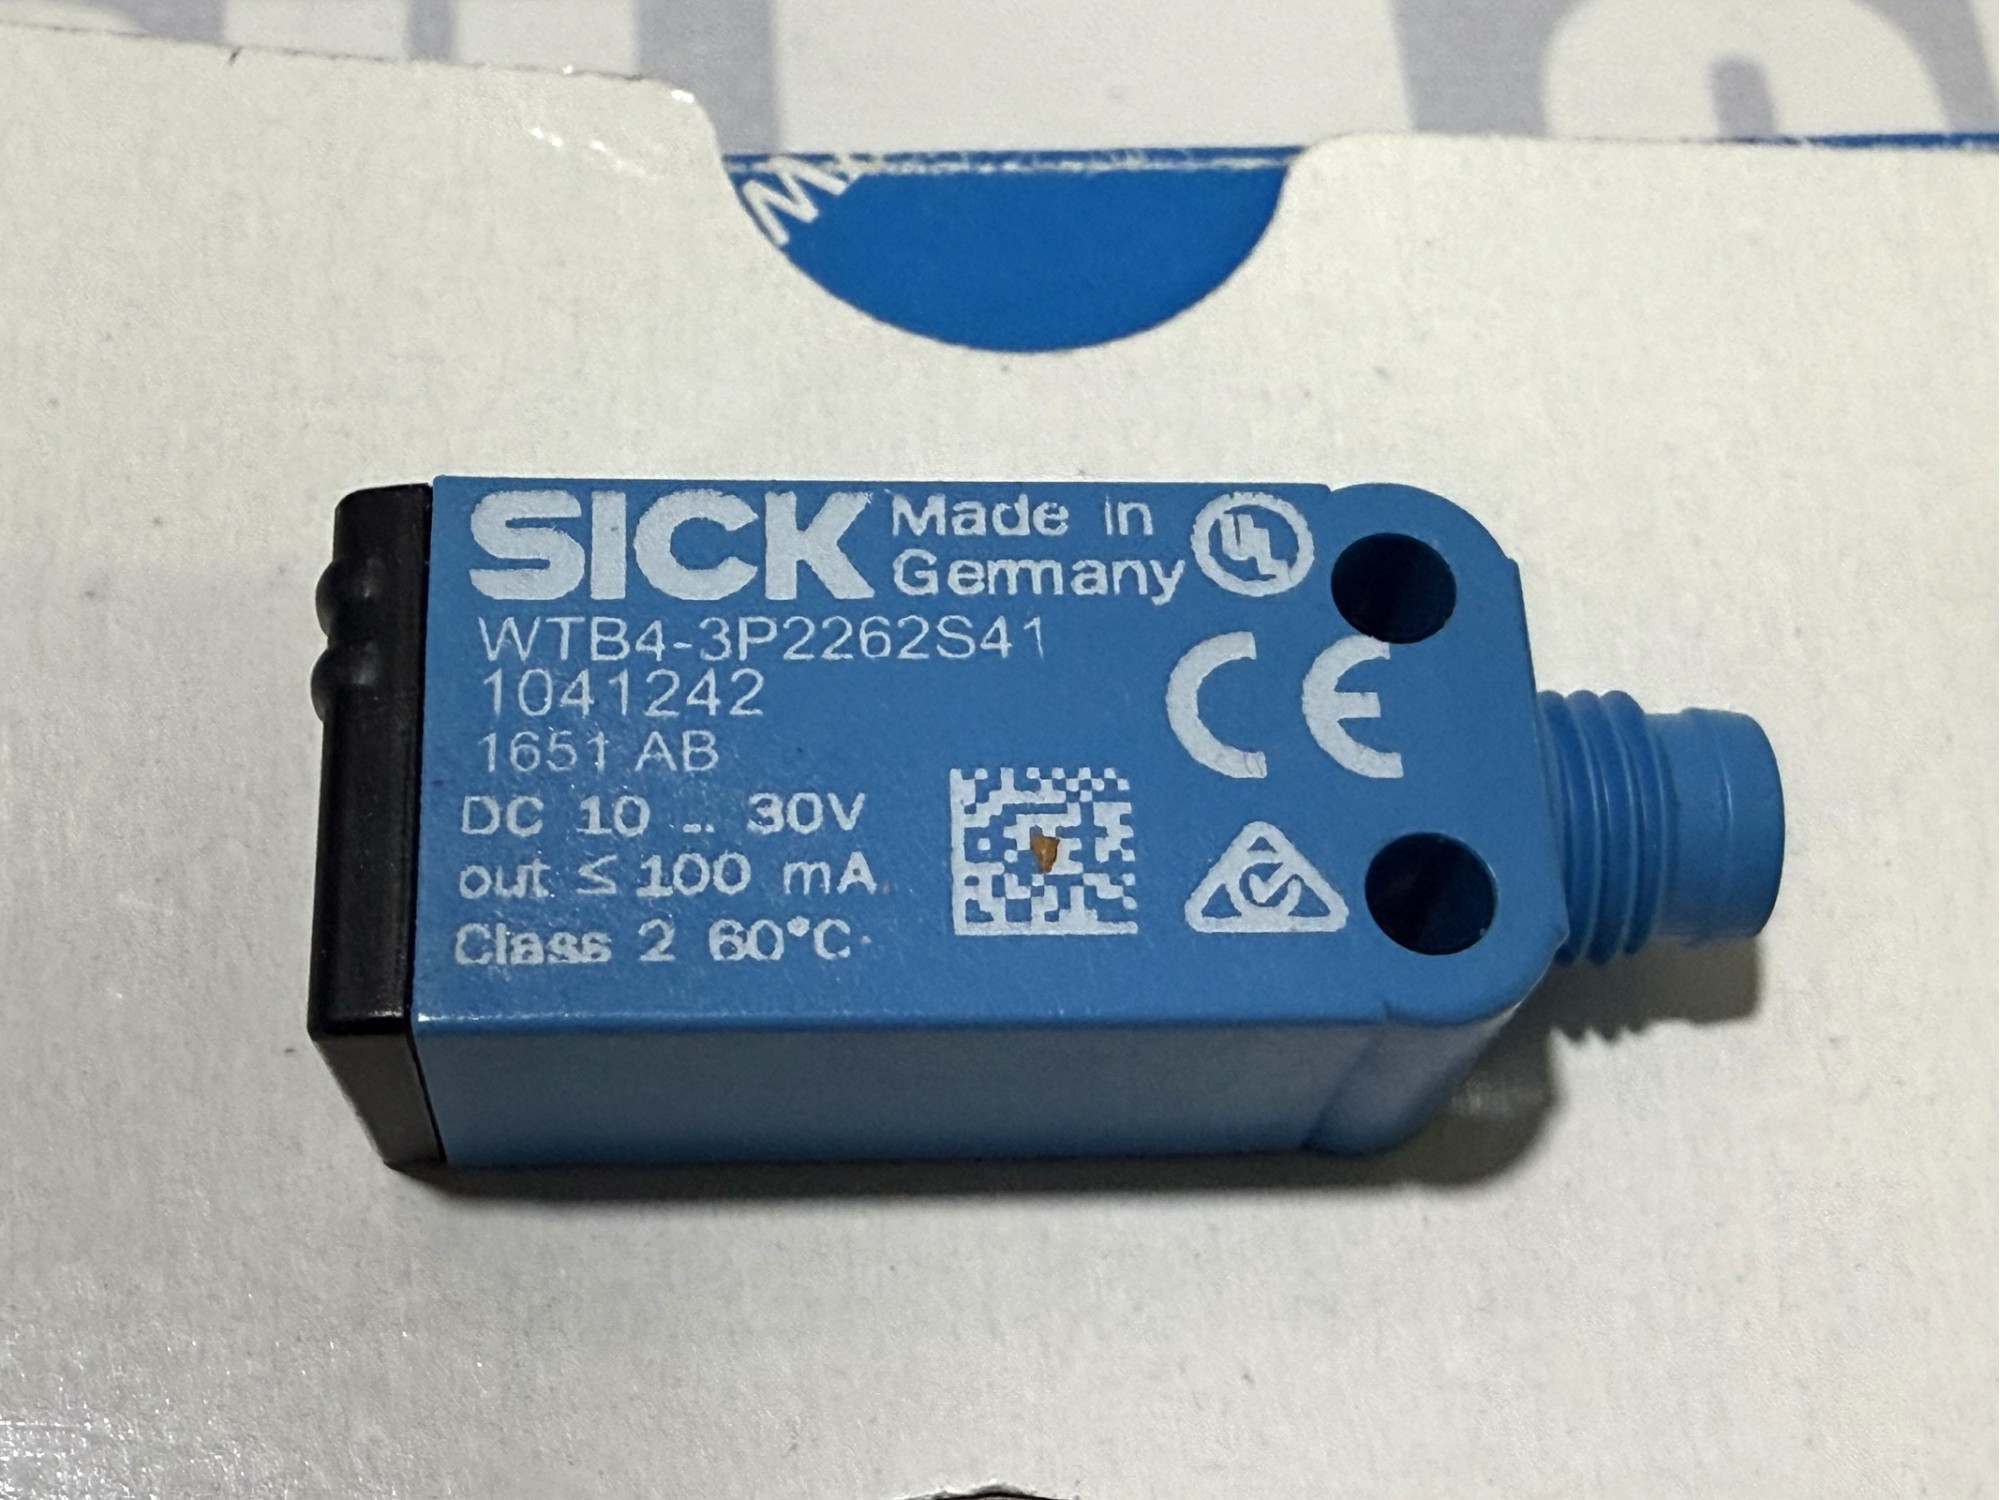 SICK
Made in
Germany
UL
WTB4-3P2262S41
1041242
1651 AB
CE
DC 10 .. 30V
out ≤ 100 mA
Class 2 60°C